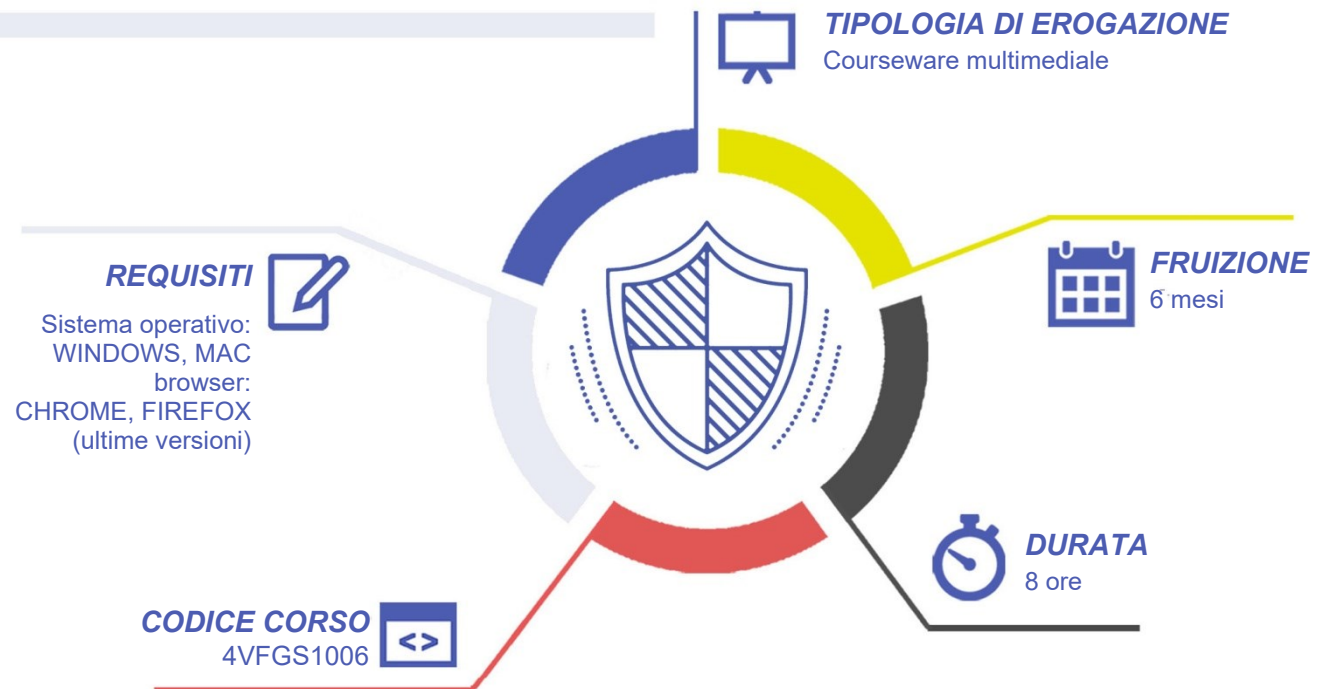 TIPOLOGIA DI EROGAZIONE
Courseware multimediale
REQUISITI
Sistema operativo:
WINDOWS, MAC
browser:
CHROME, FIREFOX
(ultime versioni)
FRUIZIONE
6 mesi
DURATA
8 ore
CODICE CORSO
4VFGS1006